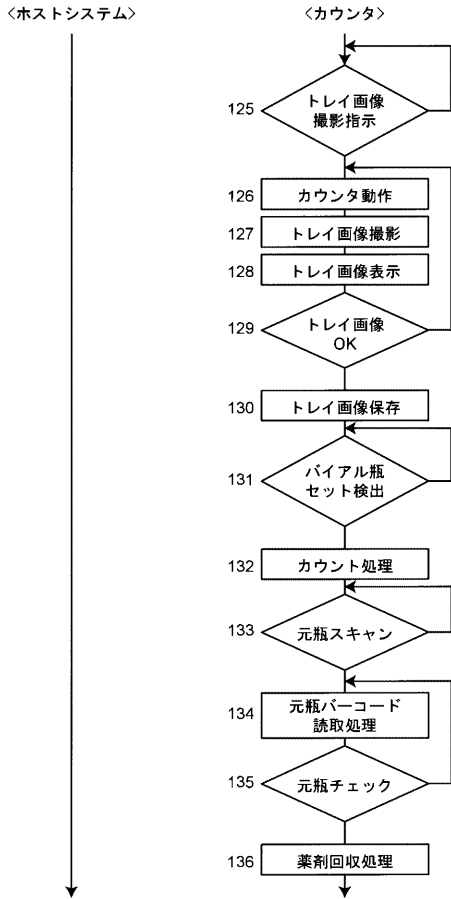 〈ホストシステム〉
〈カウンタ〉
125
トレイ画像
撮影指示
126
カウンタ動作
127
トレイ画像撮影
128
トレイ画像表示
129
トレイ画像
OK
130
トレイ画像保存
131
バイアル瓶
セット検出
132
カウント処理
133
元瓶スキャン
134
元瓶バーコード
読取処理
135
元瓶チェック
136
薬剤回収処理